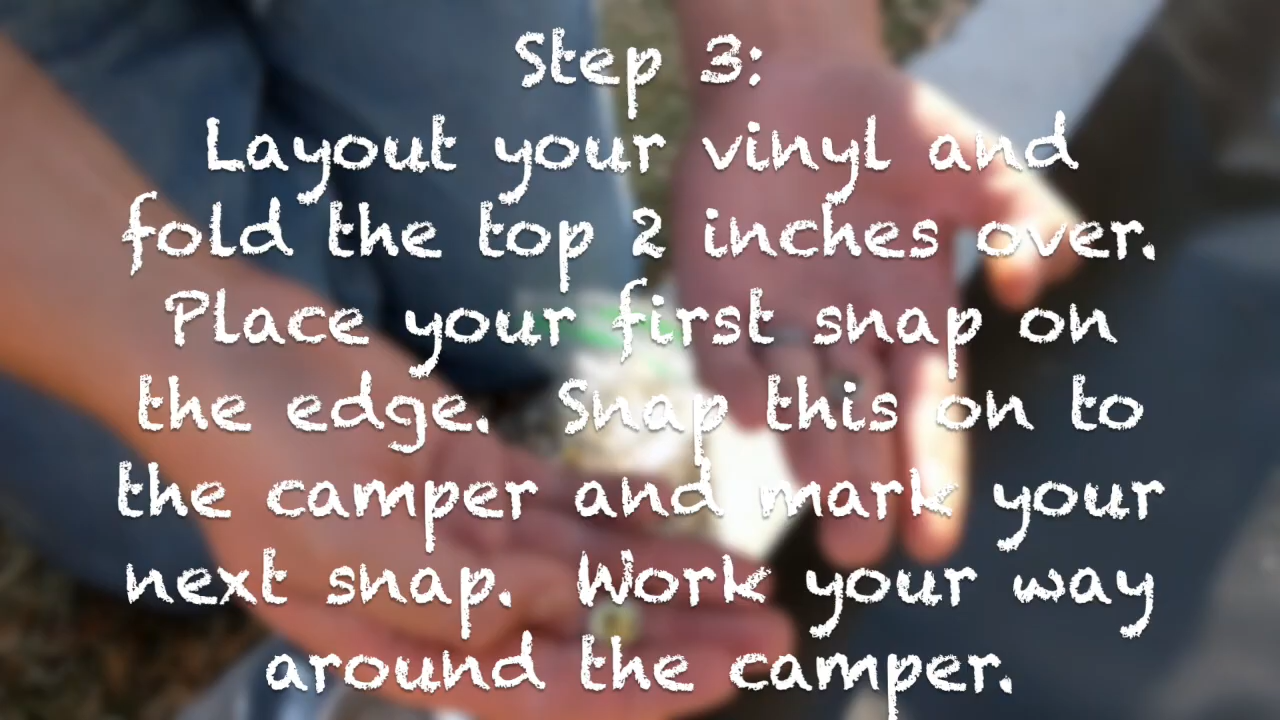 Step 3:
Layout your vinyl and
fold the top 2 inches over.
Place your first snap on
the edge.  Snap this on to
the camper and mark your
next snap.  Work your way
around the camper.